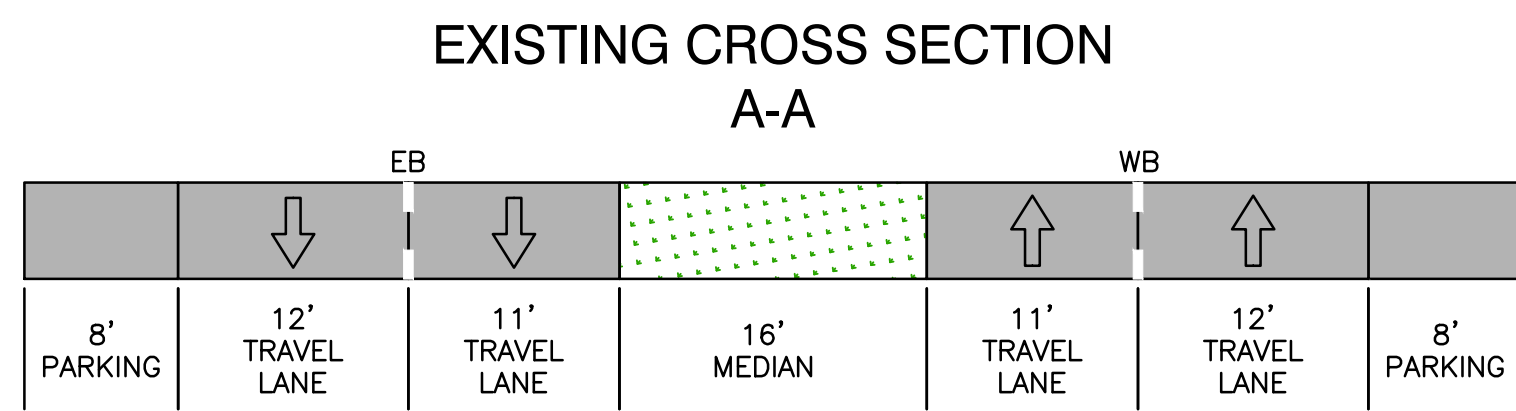 EXISTING CROSS SECTION
A-A
EB
WB
8'
PARKING
12'
TRAVEL
LANE
11'
TRAVEL
LANE
16'
MEDIAN
11'
TRAVEL
LANE
12'
TRAVEL
LANE
8'
PARKING